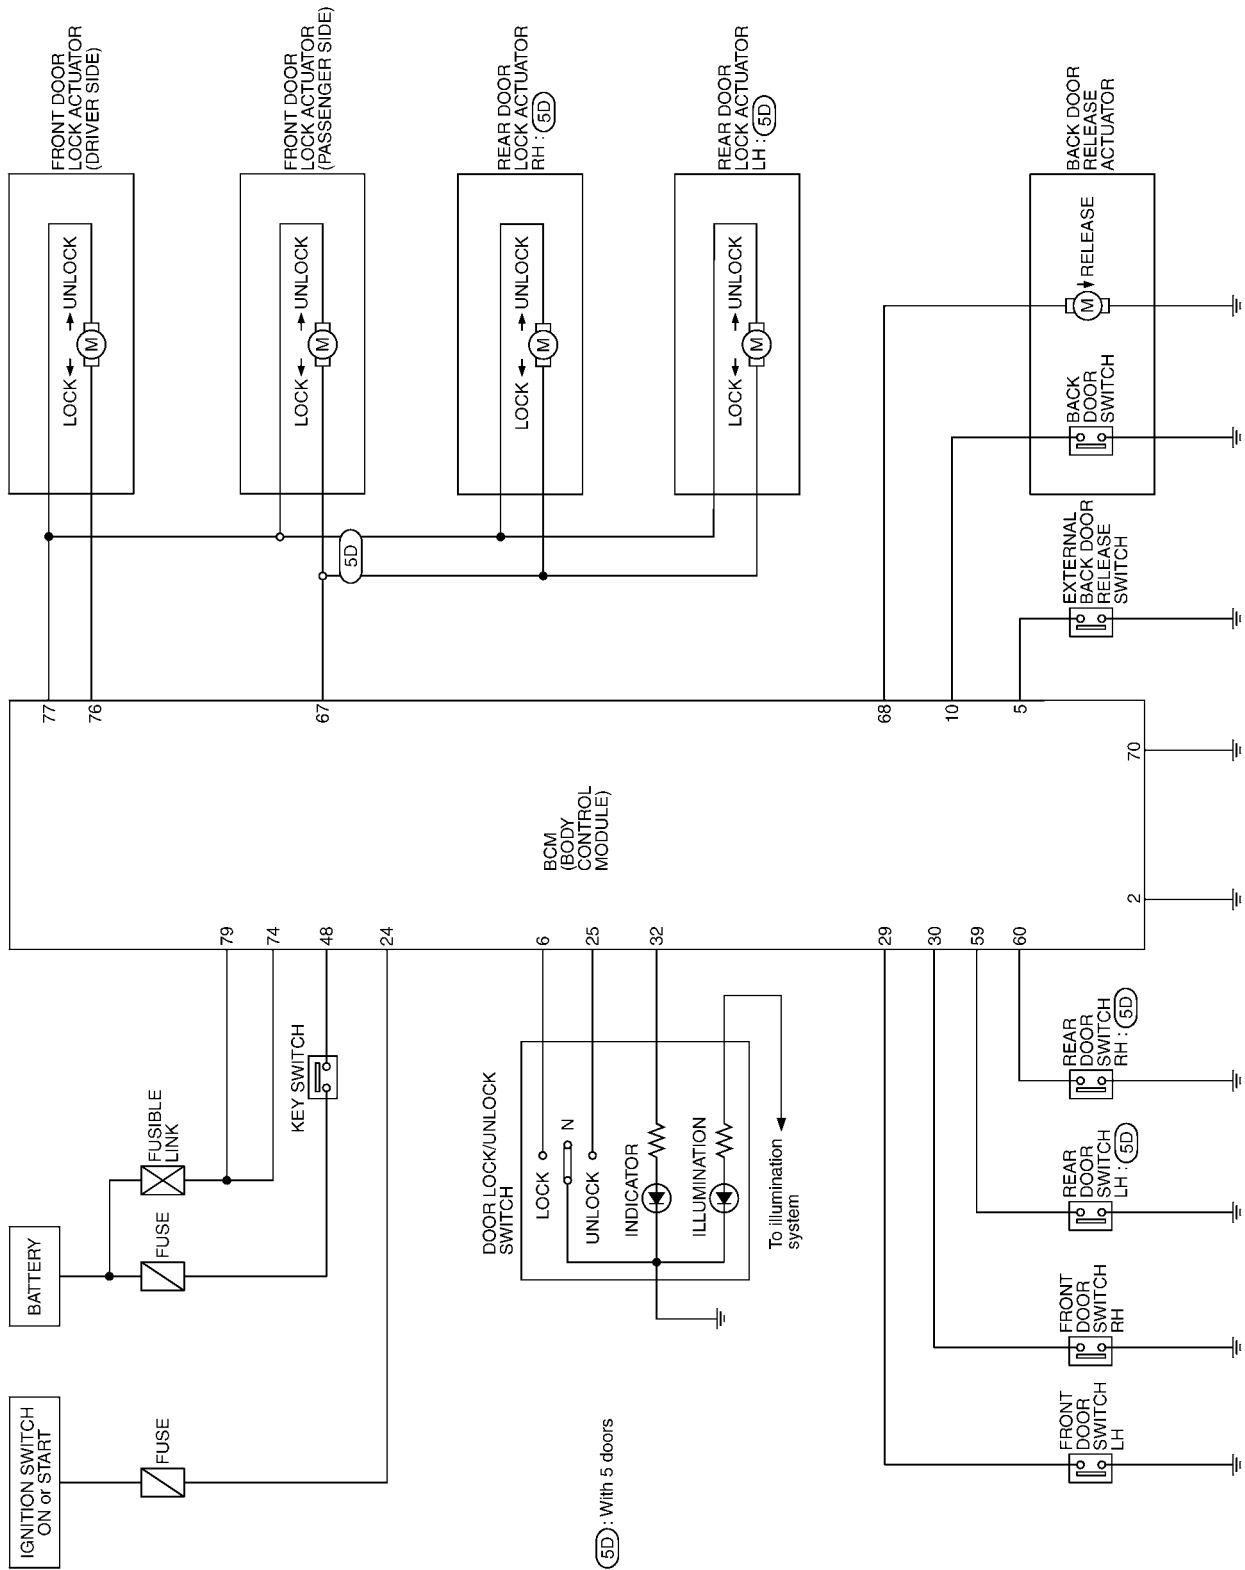 IGNITION SWITCH
ON or START
FUSE
BATTERY
FUSE
FUSIBLE
LINK
KEY SWITCH
79
74
48
24
77
76
67
FRONT DOOR
LOCK ACTUATOR
(DRIVER SIDE)
LOCK
UNLOCK
M
FRONT DOOR
LOCK ACTUATOR
(PASSENGER SIDE)
LOCK
UNLOCK
M
5D
REAR DOOR
LOCK ACTUATOR
RH : 5D
LOCK
UNLOCK
M
REAR DOOR
LOCK ACTUATOR
LH : 5D
LOCK
UNLOCK
M
BCM
(BODY
CONTROL
MODULE)
DOOR LOCK/UNLOCK
SWITCH
LOCK
N
UNLOCK
INDICATOR
ILLUMINATION
To illumination
system
6
25
32
5D : With 5 doors
29
30
59
60
2
70
68
10
5
FRONT
DOOR
SWITCH
LH
FRONT
DOOR
SWITCH
RH
REAR
DOOR
SWITCH
LH : 5D
REAR
DOOR
SWITCH
RH : 5D
EXTERNAL
BACK DOOR
RELEASE
SWITCH
BACK
DOOR
SWITCH
M
RELEASE
BACK DOOR
RELEASE
ACTUATOR